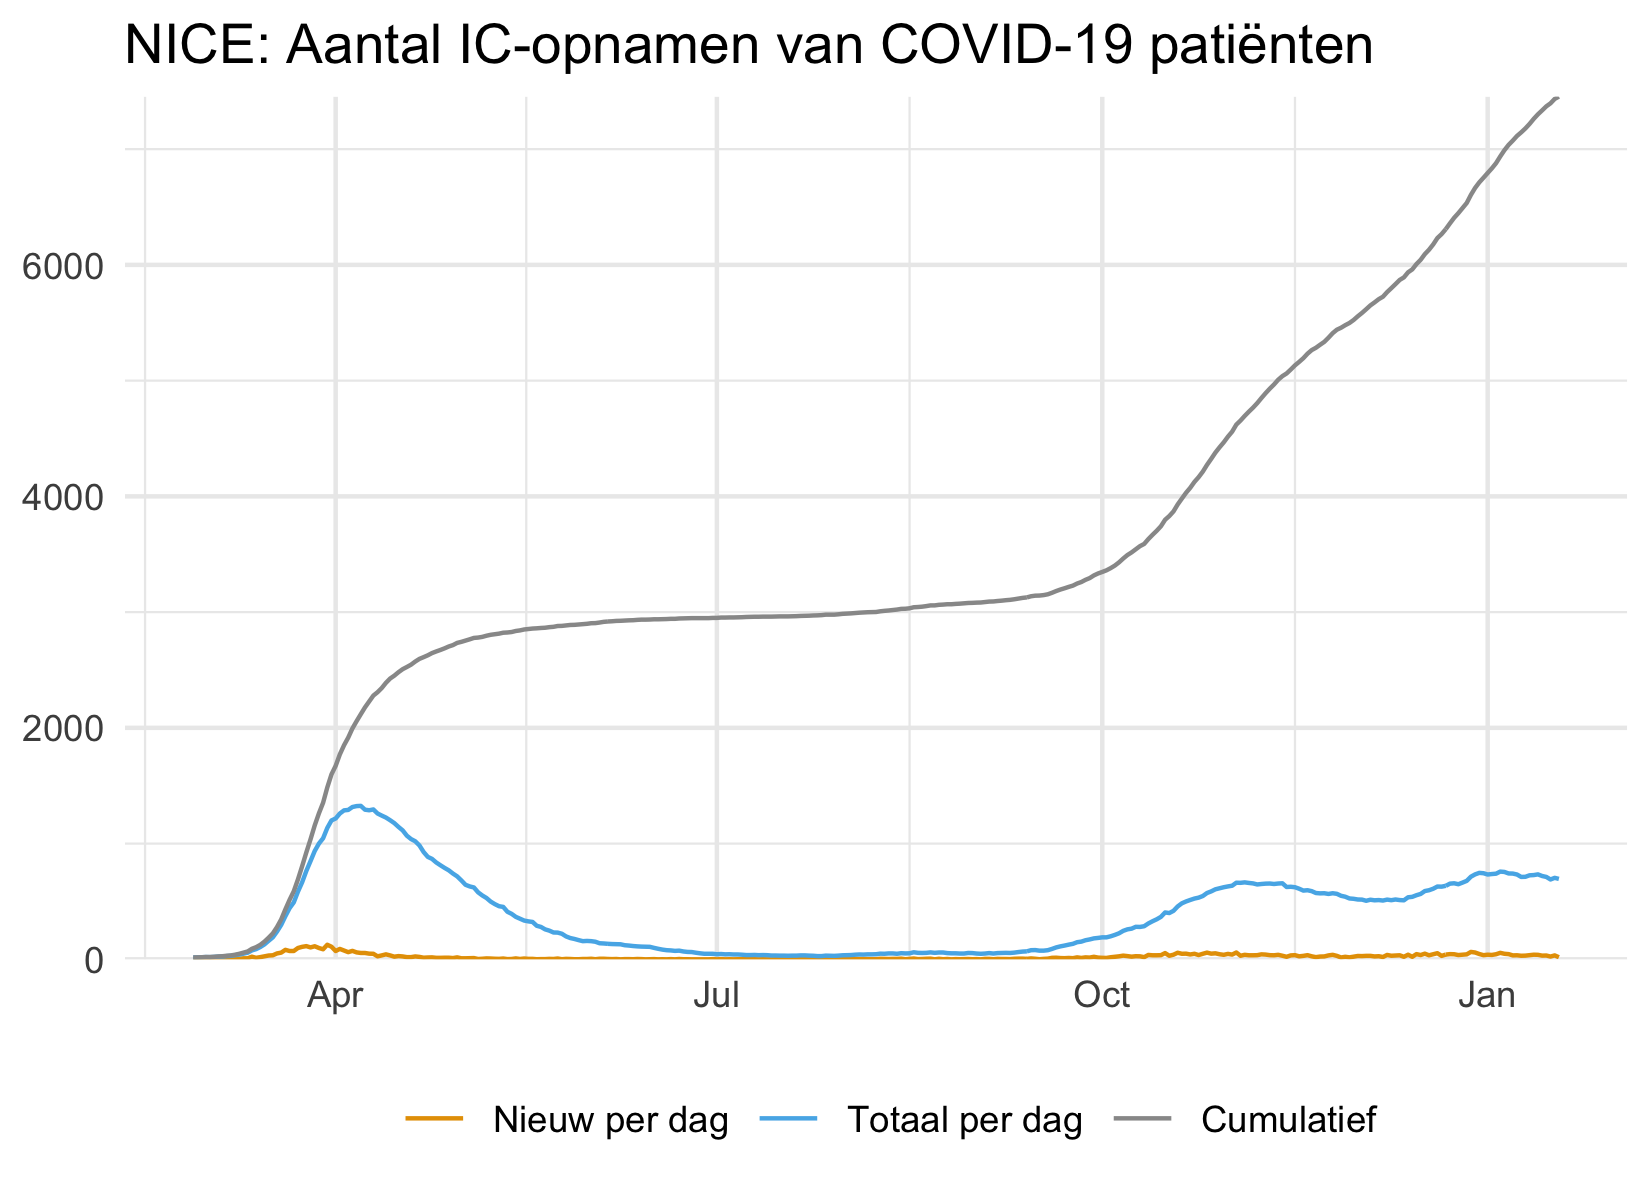 NICE: Aantal IC-opnamen van COVID-19 patiënten
6000
4000
2000
0
Apr Jul Oct Jan
Nieuw per dag Totaal per dag Cumulatief